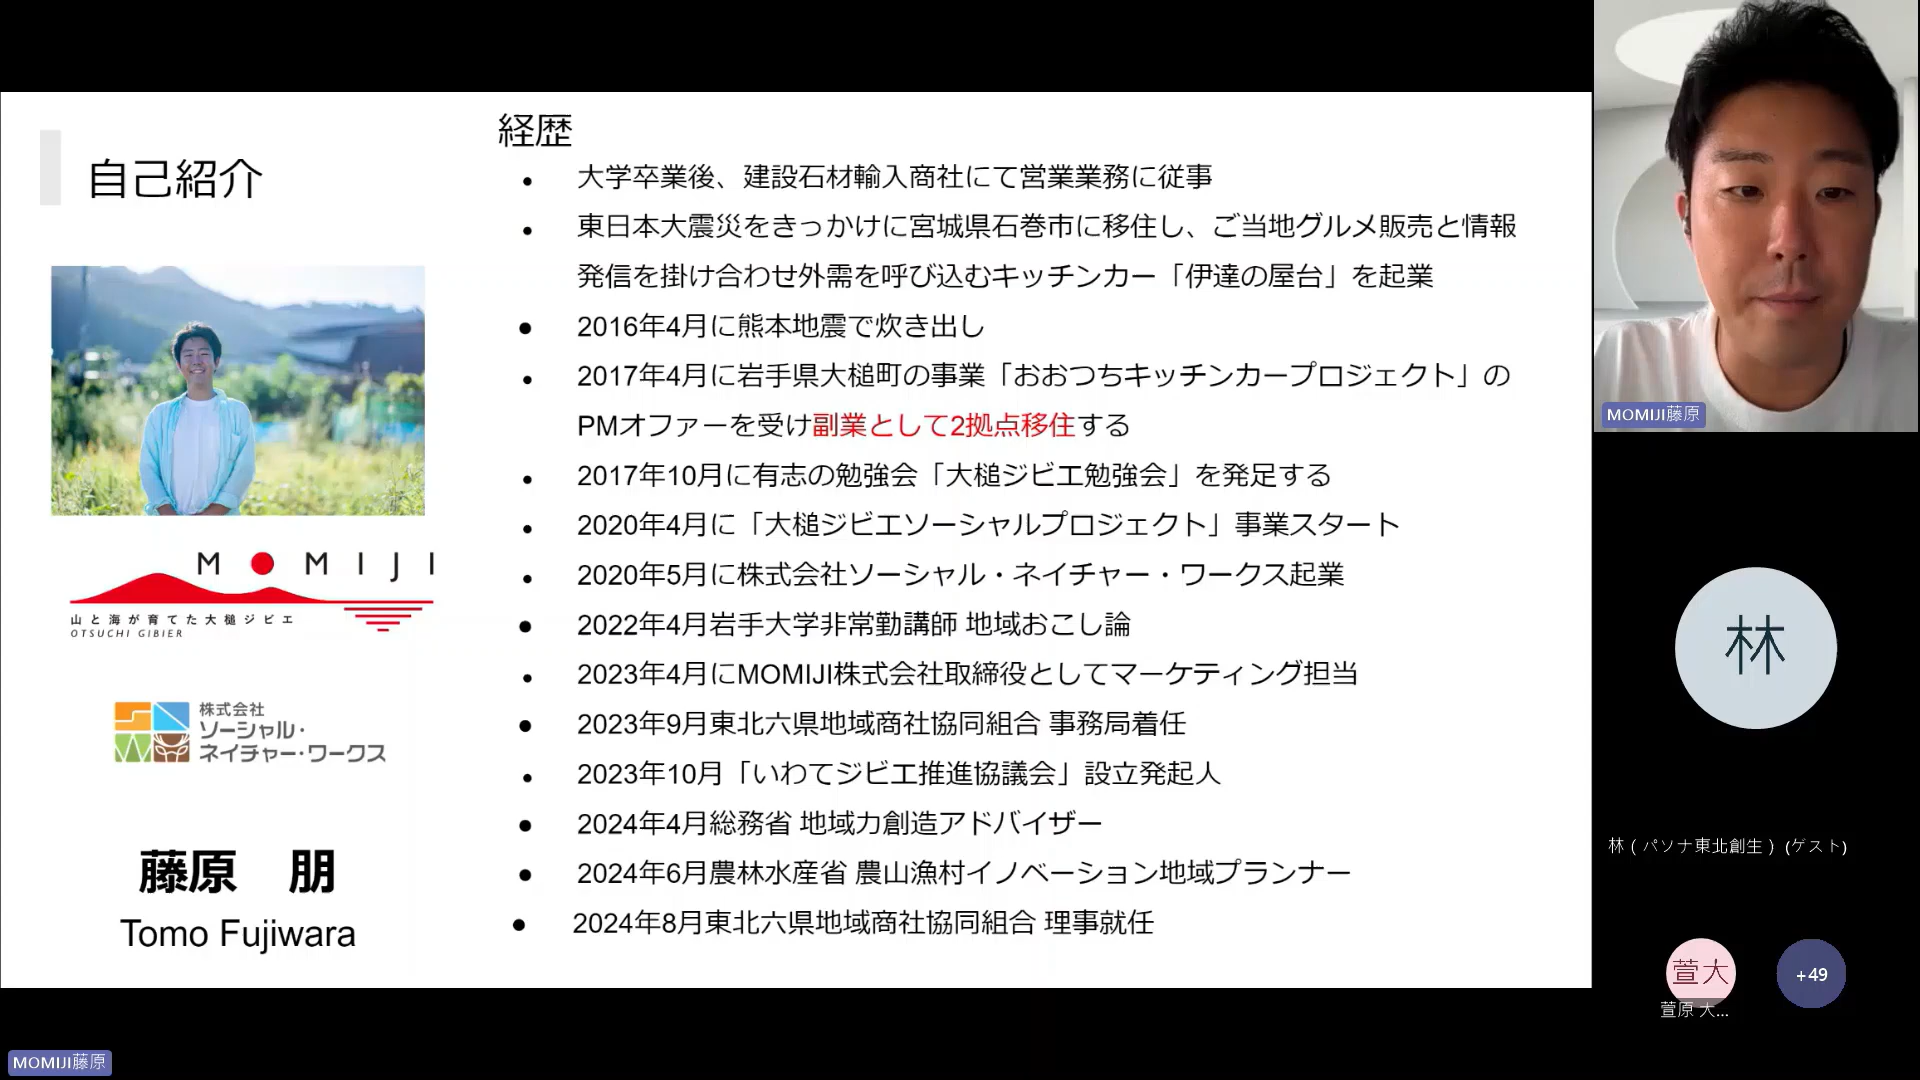 自己紹介
MOMIJI
山と海が育てた大槌ジビエ
OTSUCHI GIBIER
株式会社
ソーシャル・
ネイチャー・ワークス
藤原　朋
Tomo Fujiwara
経歴
● 大学卒業後、建設石材輸入商社にて営業業務に従事
● 東日本大震災をきっかけに宮城県石巻市に移住し、ご当地グルメ販売と情報
発信を掛け合わせ外需を呼び込むキッチンカー「伊達の屋台」を起業
● 2016年4月に熊本地震で炊き出し
● 2017年4月に岩手県大槌町の事業「おおつちキッチンカープロジェクト」の
PMオファーを受け副業として2拠点移住する
● 2017年10月に有志の勉強会「大槌ジビエ勉強会」を発足する
● 2020年4月に「大槌ジビエソーシャルプロジェクト」事業スタート
● 2020年5月に株式会社ソーシャル・ネイチャー・ワークス起業
● 2022年4月岩手大学非常勤講師 地域おこし論
● 2023年4月にMOMIJI株式会社取締役としてマーケティング担当
● 2023年9月東北六県地域商社協同組合 事務局着任
● 2023年10月「いわてジビエ推進協議会」設立発起人
● 2024年4月総務省 地域力創造アドバイザー
● 2024年6月農林水産省 農山漁村イノベーション地域プランナー
● 2024年8月東北六県地域商社協同組合 理事就任
MOMIJI藤原
林
林（パソナ東北創生）(ゲスト)
萱大
萱原 大...
+49
MOMIJI藤原